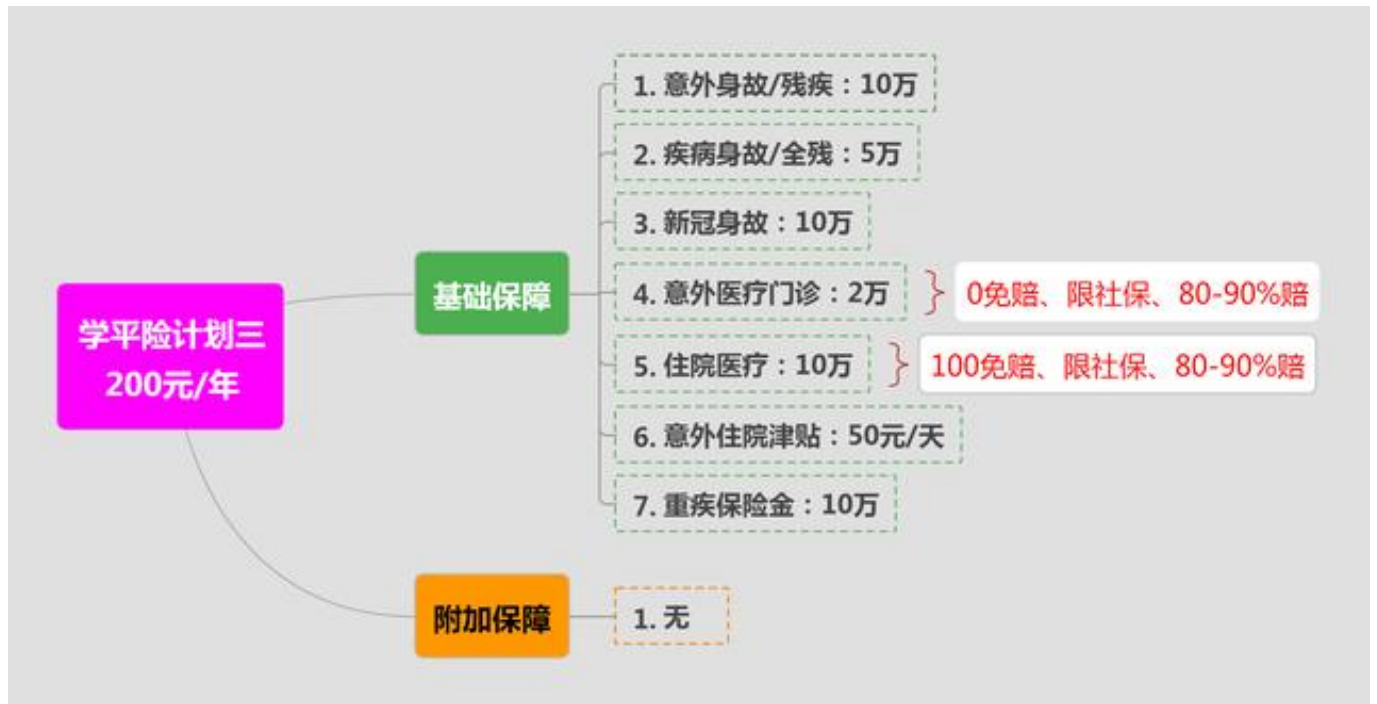 学平险计划三
200元/年
基础保障
1. 意外身故/残疾：10万
2. 疾病身故/全残：5万
3. 新冠身故：10万
4. 意外医疗门诊：2万
0免赔、限社保、80-90%赔
5. 住院医疗：10万
100免赔、限社保、80-90%赔
6. 意外住院津贴：50元/天
7. 重疾保险金：10万
附加保障
1. 无